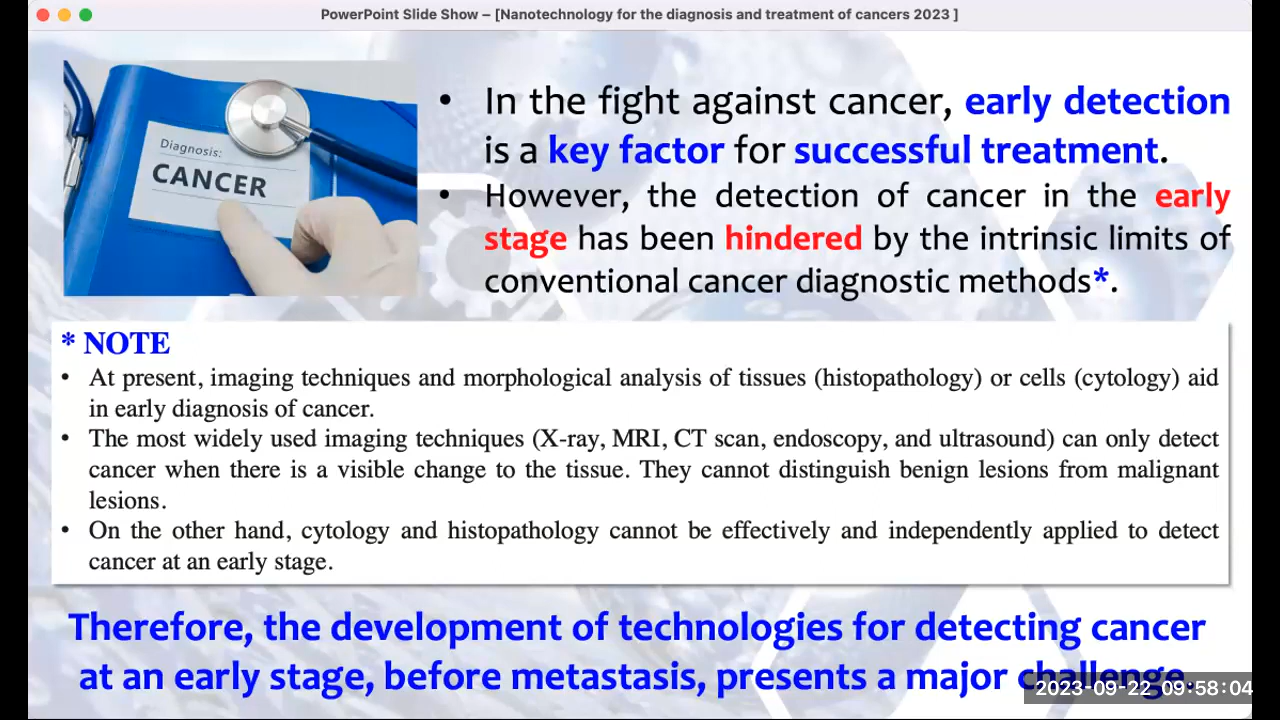 PowerPoint Slide Show – [Nanotechnology for the diagnosis and treatment of cancers 2023 ]
Diagnosis:
CANCER
• In the fight against cancer, early detection
is a key factor for successful treatment.
• However, the detection of cancer in the early
stage has been hindered by the intrinsic limits of
conventional cancer diagnostic methods*.
* NOTE
• At present, imaging techniques and morphological analysis of tissues (histopathology) or cells (cytology) aid
in early diagnosis of cancer.
• The most widely used imaging techniques (X-ray, MRI, CT scan, endoscopy, and ultrasound) can only detect
cancer when there is a visible change to the tissue. They cannot distinguish benign lesions from malignant
lesions.
• On the other hand, cytology and histopathology cannot be effectively and independently applied to detect
cancer at an early stage.
Therefore, the development of technologies for detecting cancer
at an early stage, before metastasis, presents a major challenge.
2023-09-22 09:58:04